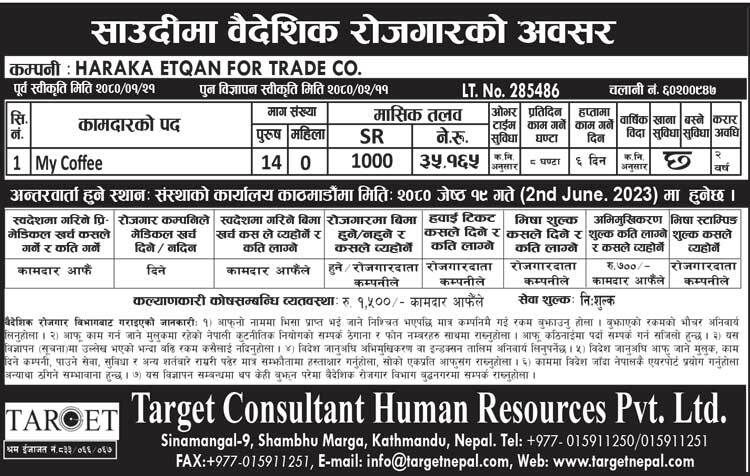 साउदीमा वैदेशिक रोजगारको अवसर
कम्पनी : HARAKA ETQAN FOR TRADE CO.
पूर्व स्वीकृति मिति २०८०/०१/२१ पुन विज्ञापन स्वीकृति मिति २०८०/०२/११ LT. No. 285486 चलानी नं. ६०२००९४७
सि. नं. कामदारको पद माग संख्या पुरुष महिला मासिक तलव SR ने.रु. ओभर टाईम सुविधा प्रतिदिन काम गर्ने घण्टा हप्तामा काम गर्ने दिन वार्षिक विदा खाना सुविधा बस्ने सुविधा करार अवधि
1 My Coffee 14 0 1000 ३५.१६५ क.नि. अनुसार ८ घण्टा ६ दिन क.नि. अनुसार छ २ वर्ष
अन्तरवार्ता हुने स्थानः संस्थाको कार्यालय काठमाडौंमा मितिः २०८० जेष्ठ १९ गते (2nd June. 2023) मा हुनेछ ।
स्वदेशमा गरिने प्रि-मेडिकल खर्च कसले गर्ने र कति गर्ने रोजगार कम्पनिले मेडिकल खर्च दिने / नदिन स्वदेशमा गरिने बिमा खर्च कस ले व्यहोर्ने र कति लाग्ने रोजगारमा बिमा हुने/नहुने र कसले व्यहोर्ने हवाई टिकट कसले दिने र कति लाग्ने भिषा शुल्क कसले दिने र कति लाग्ने अभिमुखिकरण शुल्क कति लाग्ने र कसले व्यहोर्ने भिषा स्टाम्पिङ शुल्क कसले व्यहोर्ने
कामदार आफैं दिने कामदार आफैंले हुने/रोजगारदाता कम्पनीले रोजगारदाता कम्पनीले रोजगारदाता कम्पनीले रु.७००/- कामदार आफैंले रोजगारदाता कम्पनीले
कल्याणकारी कोषसम्बन्धि व्यवस्थाः रु. १,५००/- कामदार आफैंले सेवा शुल्कः निःशुल्क
वैदेशिक रोजगार विभागबाट गराइएको जानकारी: १) आफ्नो नाममा भिसा प्राप्त भई जाने निश्चित भएपछि मात्र कम्पनिमै गई रकम बुझाउनु होला । बुझाएको रकमको भौचर अनिवार्य
लिनुहोला । २) आफू काम गर्न जाने मुलुकमा रहेको नेपाली कुटनीतिक नियोगको सम्पर्क ठेगाना र फोन नम्बरहरु साथमा राख्नुहोला । आफू कठिनाईमा पर्दा सम्पर्क गर्न सजिलो हुन्छ । ३) यस
विज्ञापन (सूचना)मा उल्लेख भएको भन्दा वढि रकम कसैलाई नदिनुहोला । ४) विदेश जानुअघि अभिमुखिकरण वा इन्डक्सन तालिम अनिवार्य लिनुपर्नेछ । ५) विदेश जानुअघि आफू जाने मुलुक, काम
दिने कम्पनी, पाउने सेवा, सुविधा र अन्य शर्तबारे राम्ररी पढेर मात्र सम्झौतामा हस्ताक्षर गर्नुहोला, सोको एकप्रति आफूसग राख्नुहोला । ६) काममा विदेश जाँदा नेपालकै एयरपोर्ट प्रयोग गर्नुहोला
अन्यथा ठगिने सम्भावाना हुन्छ । ७) यस विज्ञापन सम्वन्धमा थप केही बुझ्न परेमा वैदेशिक रोजगार विभाग बुद्धनगरमा सम्पर्क राख्नुहोला ।
TARGET
श्रम ईजाजत नं.८३३/०६६/०६७
Target Consultant Human Resources Pvt. Ltd.
Sinamangal-9, Shambhu Marga, Kathmandu, Nepal. Tel: +977- 015911250/015911251
FAX:+977-015911251, E-mail: info@targetnepal.com, Web: www.targetnepal.com